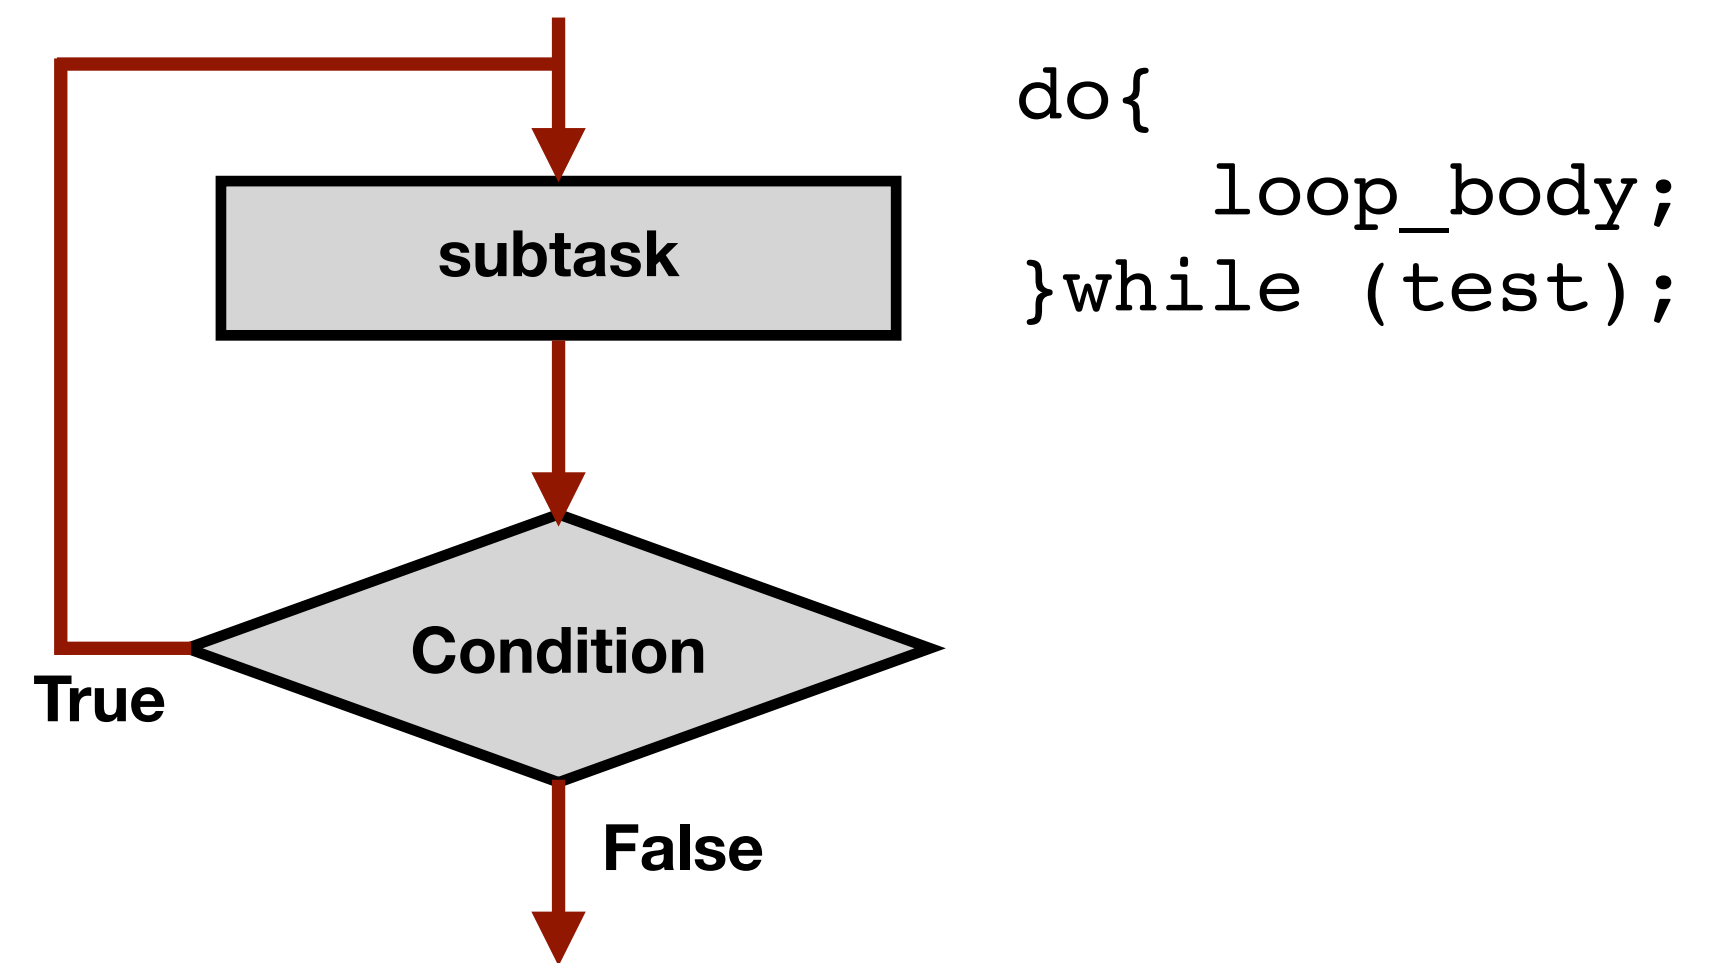 do{
loop_body;
}while (test);
subtask
Condition
True
False